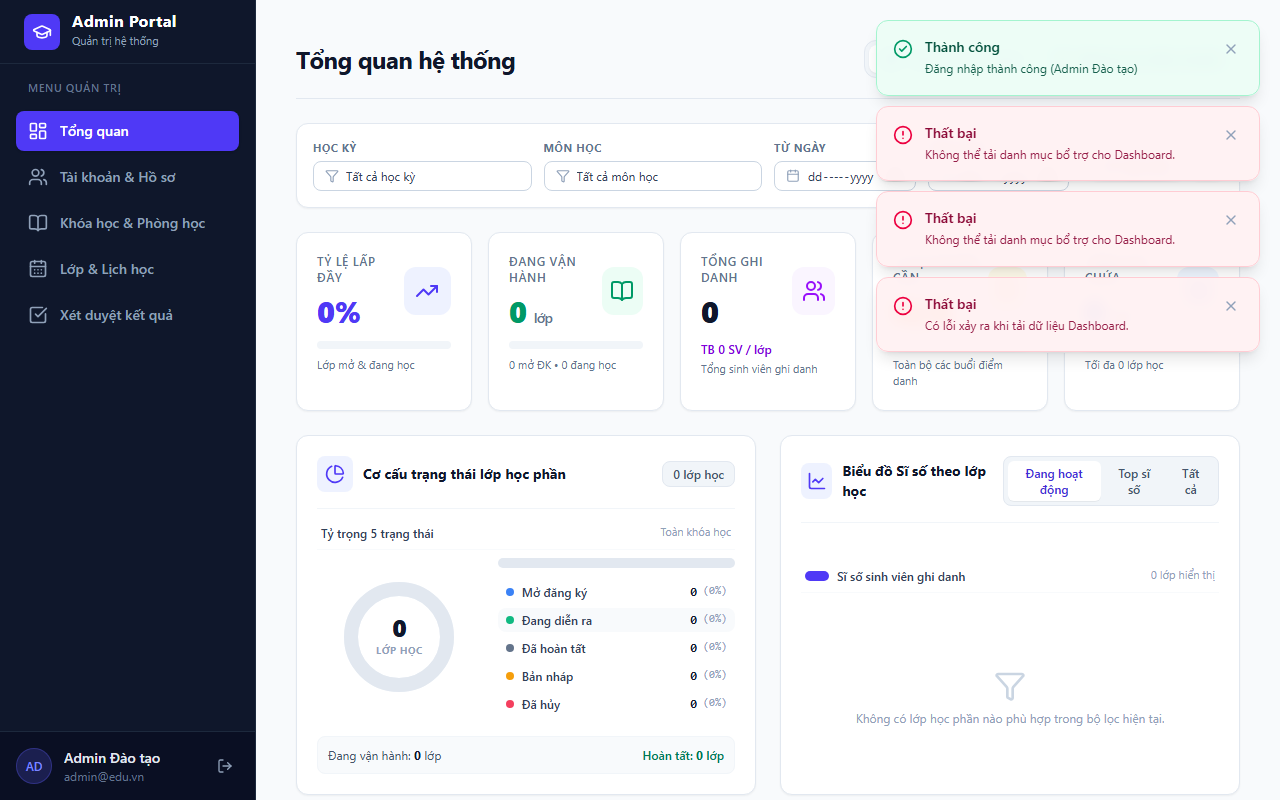 Admin Portal
Quản trị hệ thống
MENU QUẢN TRỊ
Tổng quan
Tài khoản & Hồ sơ
Khóa học & Phòng học
Lớp & Lịch học
Xét duyệt kết quả
AD
Admin Đào tạo
admin@edu.vn
Tổng quan hệ thống
Thành công
Đăng nhập thành công (Admin Đào tạo)
Thất bại
Không thể tải danh mục bổ trợ cho Dashboard.
Thất bại
Không thể tải danh mục bổ trợ cho Dashboard.
Thất bại
Có lỗi xảy ra khi tải dữ liệu Dashboard.
HỌC KỲ
Tất cả học kỳ
MÔN HỌC
Tất cả môn học
TỪ NGÀY
dd-----yyyy
TỶ LỆ LẤP
ĐẦY
0%
Lớp mở & đang học
ĐANG VẬN
HÀNH
0 lớp
0 mở ĐK • 0 đang học
TỔNG GHI
DANH
0
TB 0 SV / lớp
Tổng sinh viên ghi danh
Toàn bộ các buổi điểm
danh
Tối đa 0 lớp học
Cơ cấu trạng thái lớp học phần
0 lớp học
Tỷ trọng 5 trạng thái
Toàn khóa học
0
LỚP HỌC
Mở đăng ký 0 (0%)
Đang diễn ra 0 (0%)
Đã hoàn tất 0 (0%)
Bản nháp 0 (0%)
Đã hủy 0 (0%)
Đang vận hành: 0 lớp
Hoàn tất: 0 lớp
Biểu đồ Sĩ số theo lớp
học
Đang hoạt
động
Top sĩ
số
Tất
cả
Sĩ số sinh viên ghi danh
0 lớp hiển thị
Không có lớp học phần nào phù hợp trong bộ lọc hiện tại.